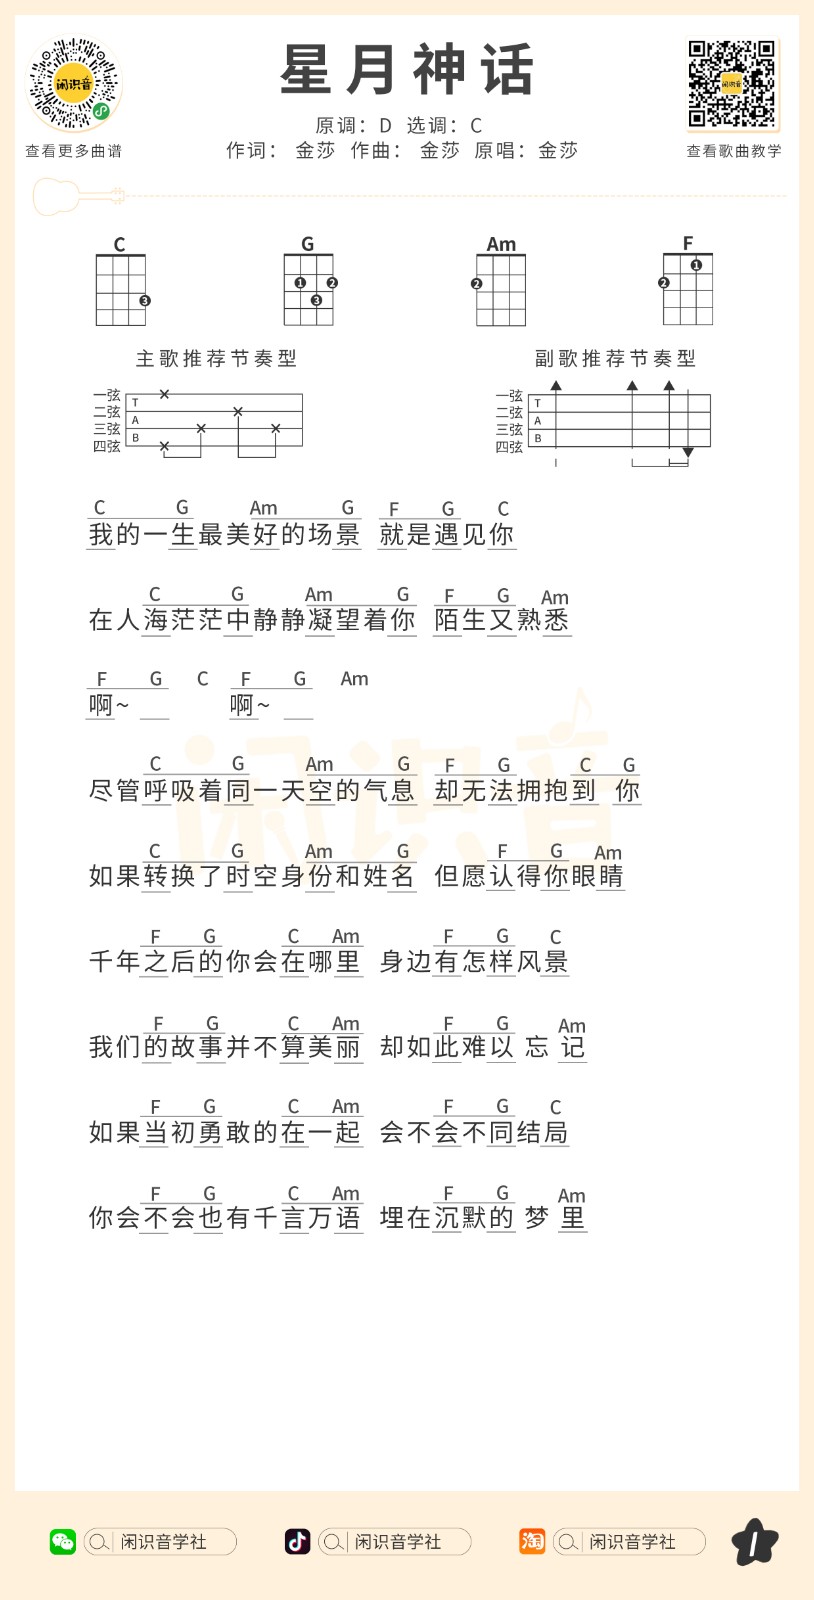 星月神话
原调：D 选调：C
作词： 金莎 作曲： 金莎 原唱：金莎
闲识音
查看更多曲谱
闲识音
查看歌曲教学
C G Am F
3
1 2 3
2
1 2
主歌推荐节奏型 副歌推荐节奏型
一弦
二弦
三弦
四弦
T
A
B
一弦
二弦
三弦
四弦
T
A
B
C G Am G F G C
我的一生最美好的场景 就是遇见你
C G Am G F G Am
在人海茫茫中静静凝望着你 陌生又熟悉
F G C F G Am
啊~ 啊~
闲识音
C G Am G F G C G
尽管呼吸着同一天空的气息 却无法拥抱到 你
C G Am G F G Am
如果转换了时空身份和姓名 但愿认得你眼睛
F G C Am F G C
千年之后的你会在哪里 身边有怎样风景
F G C Am F G Am
我们的故事并不算美丽 却如此难以 忘 记
F G C Am F G C
如果当初勇敢的在一起 会不会不同结局
F G C Am F G Am
你会不会也有千言万语 埋在沉默的 梦 里
闲识音学社 闲识音学社 淘 闲识音学社 1